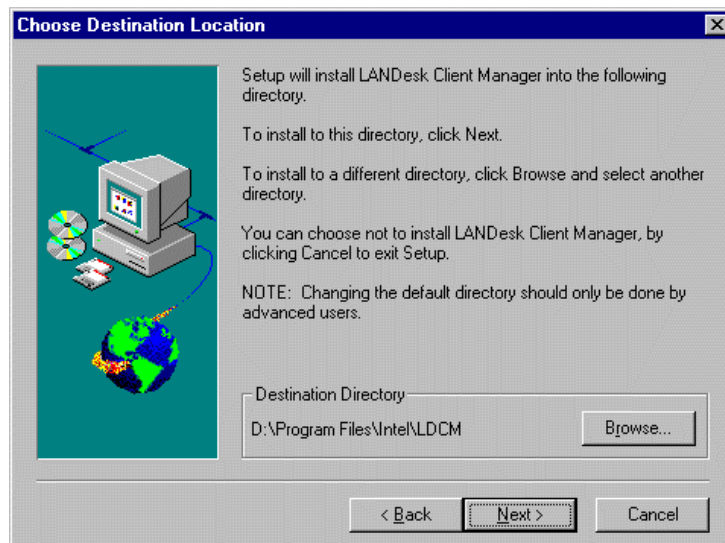 Choose Destination Location
Setup will install LANDesk Client Manager into the following
directory.
To install to this directory, click Next.
To install to a different directory, click Browse and select another
directory.
You can choose not to install LANDesk Client Manager, by
clicking Cancel to exit Setup.
NOTE:  Changing the default directory should only be done by
advanced users.
Destination Directory
D:\Program Files\Intel\LDCM
Browse...
< Back
Next >
Cancel